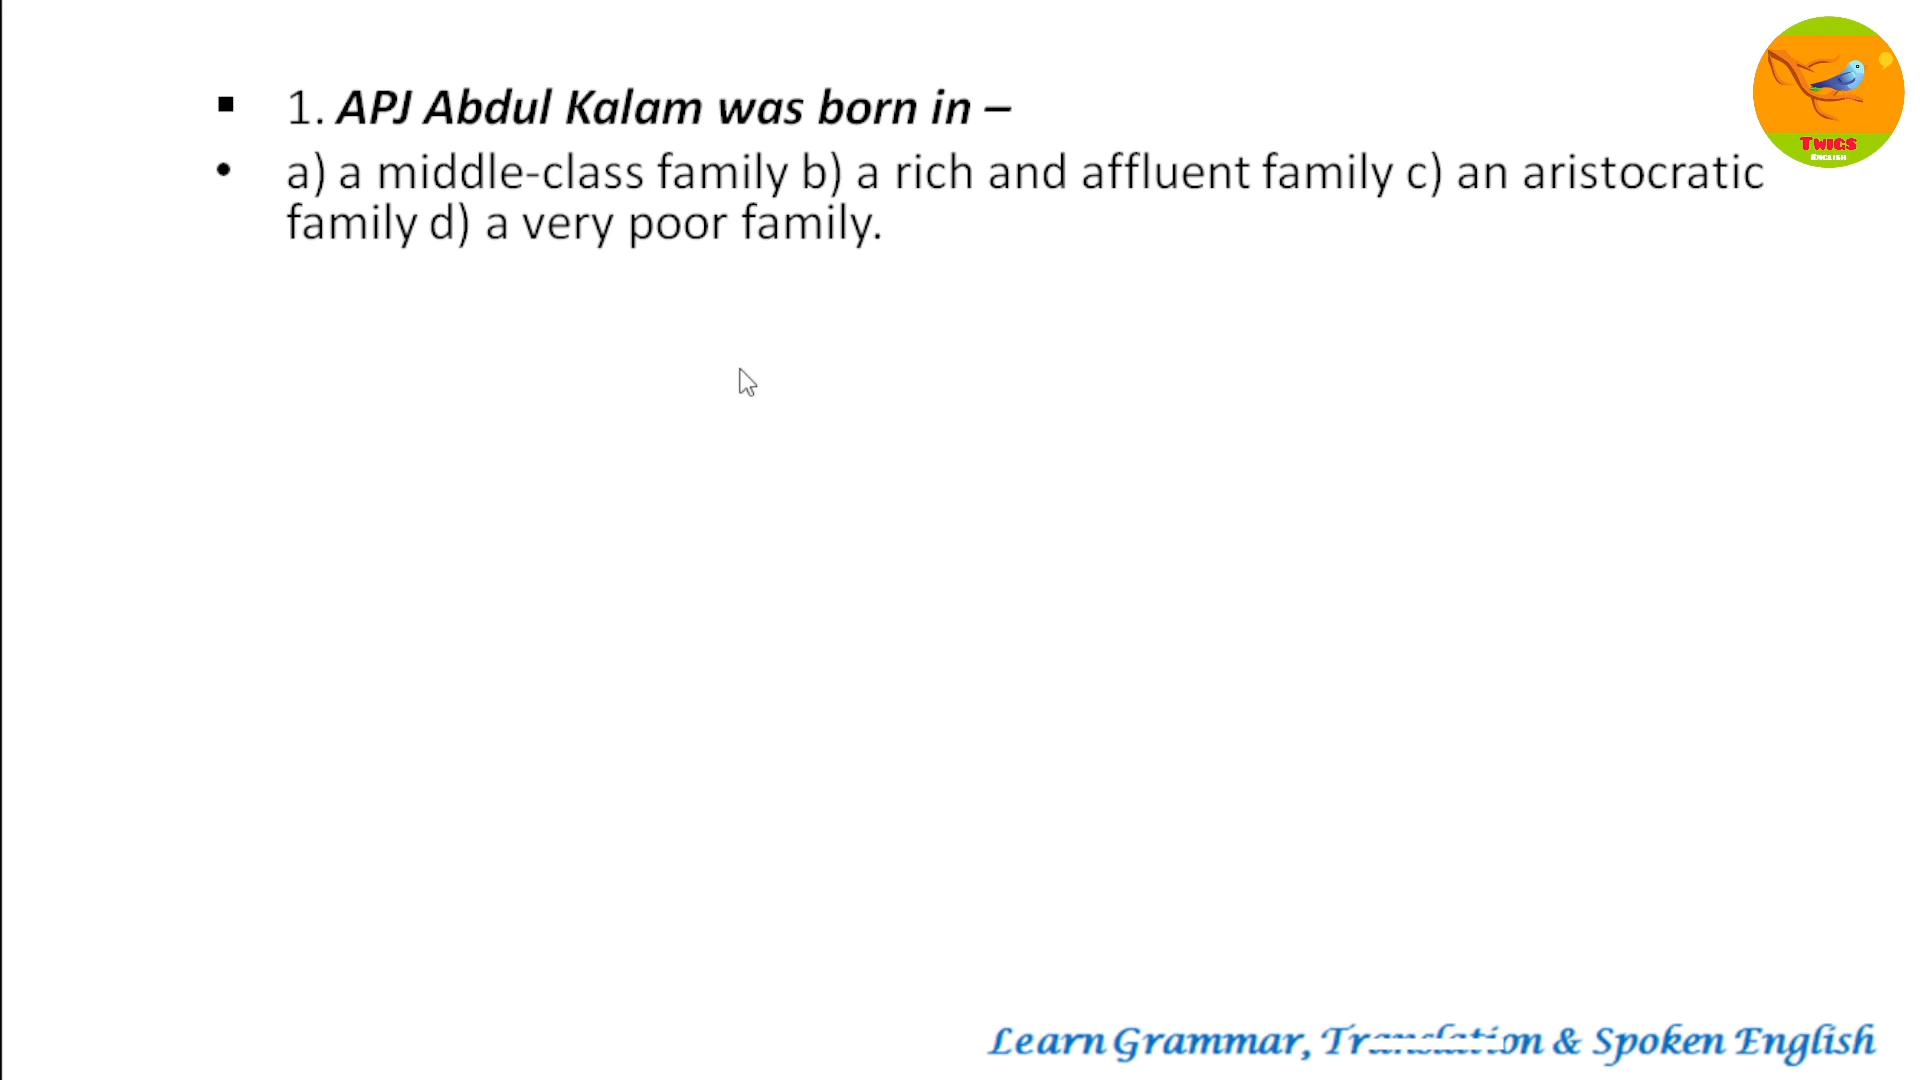 TWIGS
ENGLISH
▪ 1. APJ Abdul Kalam was born in –
• a) a middle-class family b) a rich and affluent family c) an aristocratic
family d) a very poor family.
Learn Grammar, Translation & Spoken English